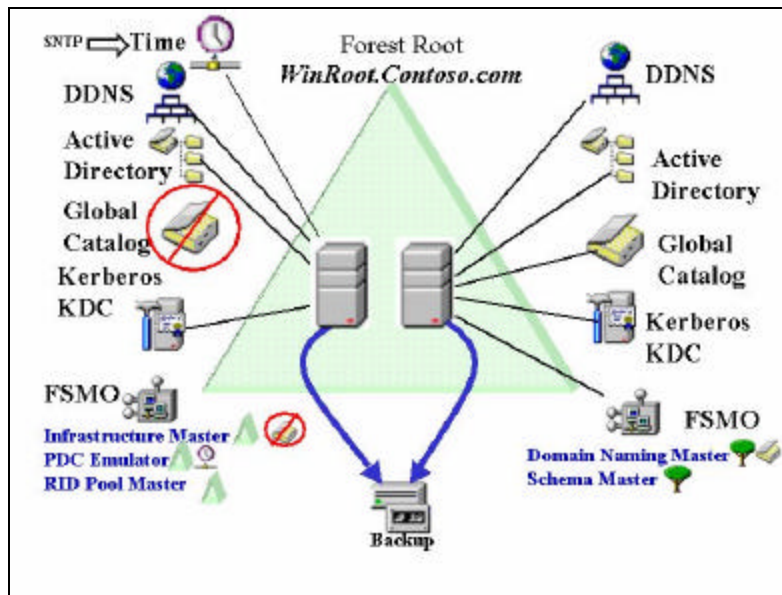 SNTP Time
Forest Root
WinRoot.Contoso.com
DDNS
Active
Directory
Global
Catalog
Kerberos
KDC
FSMO
Infrastructure Master
PDC Emulator
RID Pool Master
DDNS
Active
Directory
Global
Catalog
Kerberos
KDC
FSMO
Domain Naming Master
Schema Master
Backup